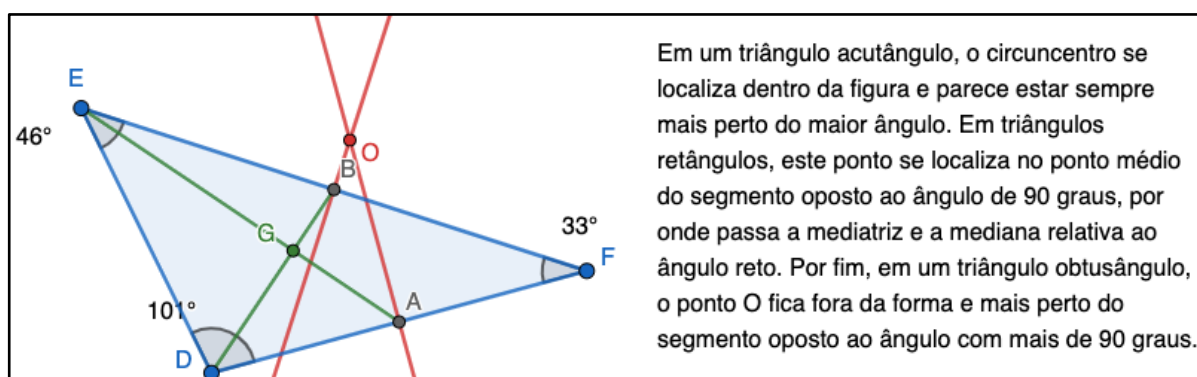 E
46°
O
B
33°
G
F
101°
A
D
Em um triângulo acutângulo, o circuncentro se
localiza dentro da figura e parece estar sempre
mais perto do maior ângulo. Em triângulos
retângulos, este ponto se localiza no ponto médio
do segmento oposto ao ângulo de 90 graus, por
onde passa a mediatriz e a mediana relativa ao
ângulo reto. Por fim, em um triângulo obtusângulo,
o ponto O fica fora da forma e mais perto do
segmento oposto ao ângulo com mais de 90 graus.